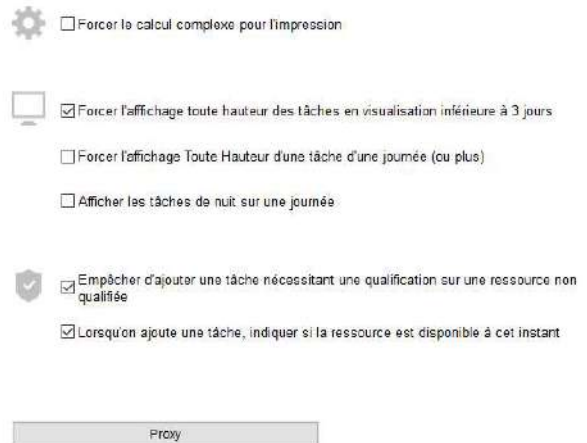 Forcer le calcul complexe pour l'impression
Forcer l'affichage toute hauteur des tâches en visualisation inférieure à 3 jours
Forcer l'affichage Toute Hauteur d'une tâche d'une journée (ou plus)
Afficher les tâches de nuit sur une journée
Empêcher d'ajouter une tâche nécessitant une qualification sur une ressource non
qualifiée
Lorsqu'on ajoute une tâche, indiquer si la ressource est disponible à cet instant
Proxy